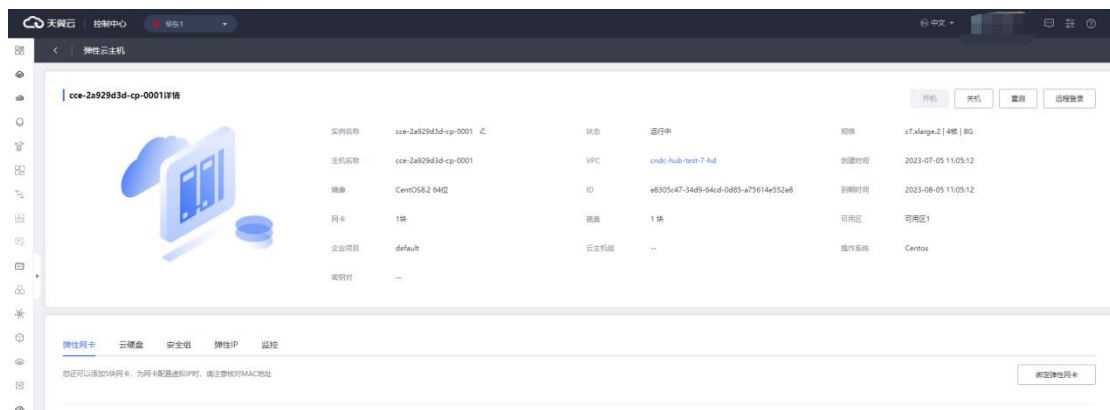 天翼云 控制中心 华东1 中文
弹性云主机
cce-2a929d3d-cp-0001详情 开机 关机 重启 远程登录
实例名称 cce-2a929d3d-cp-0001 状态 运行中 规格 c7.xlarge.2 | 4核 | 8G
主机名称 cce-2a929d3d-cp-0001 VPC cndc-hub-test-7-hd 创建时间 2023-07-05 11:05:12
镜像 CentOS8.2 64位 ID e8305c47-34d9-64cd-0d85-a75614e552e8 到期时间 2023-08-05 11:05:12
网卡 1块 磁盘 1 块 可用区 可用区1
企业项目 default 云主机组 -- 操作系统 Centos
密钥对 --
弹性网卡 云硬盘 安全组 弹性IP 监控
您还可以添加5块网卡，为网卡配置虚拟IP时，请注意核对MAC地址 绑定弹性网卡